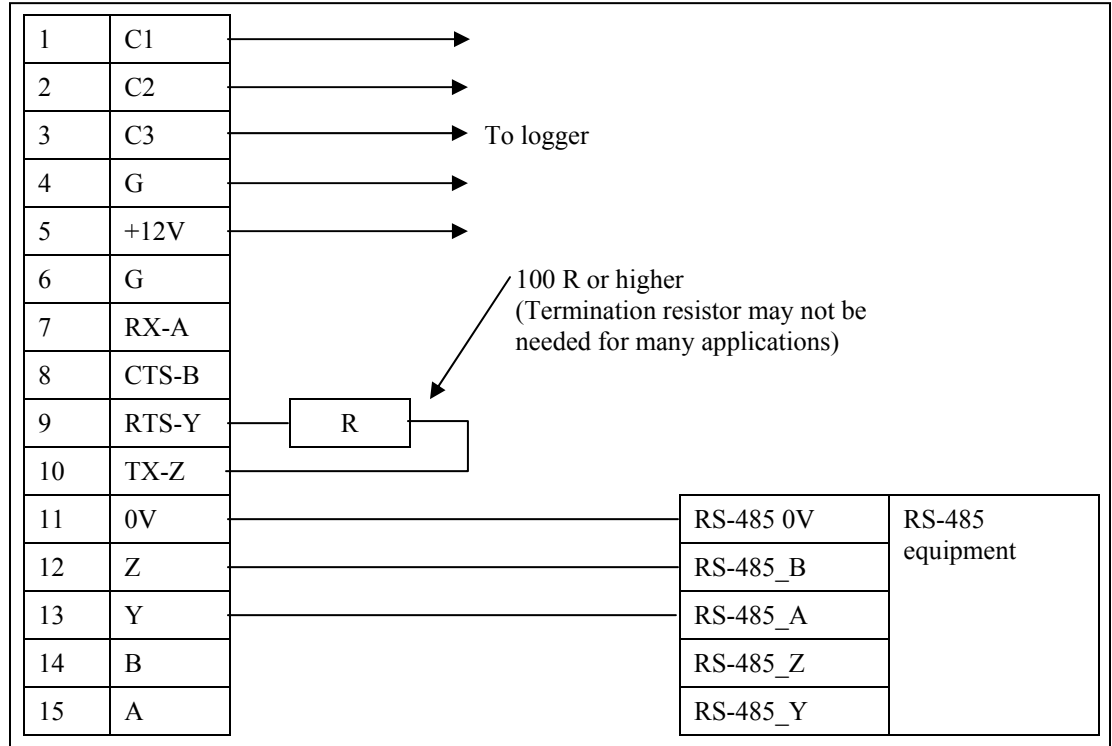 1 C1
2 C2
3 C3 To logger
4 G
5 +12V
6 G 100 R or higher
(Termination resistor may not be
7 RX-A needed for many applications)
8 CTS-B
9 RTS-Y R
10 TX-Z
11 0V RS-485 0V RS-485
equipment
12 Z RS-485_B
13 Y RS-485_A
14 B RS-485_Z
15 A RS-485_Y